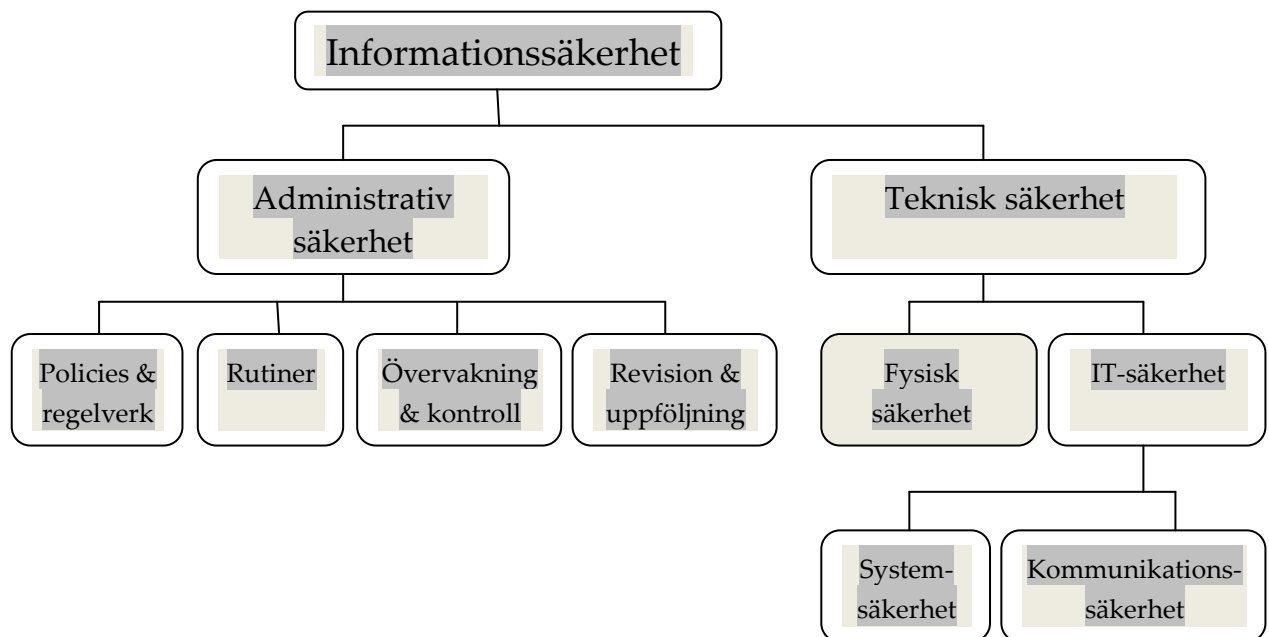 Informationssäkerhet
Administrativ
säkerhet
Teknisk säkerhet
Policies &
regelverk
Rutiner
Övervakning
& kontroll
Revision &
uppföljning
Fysisk
säkerhet
IT-säkerhet
System-
säkerhet
Kommunikations-
säkerhet